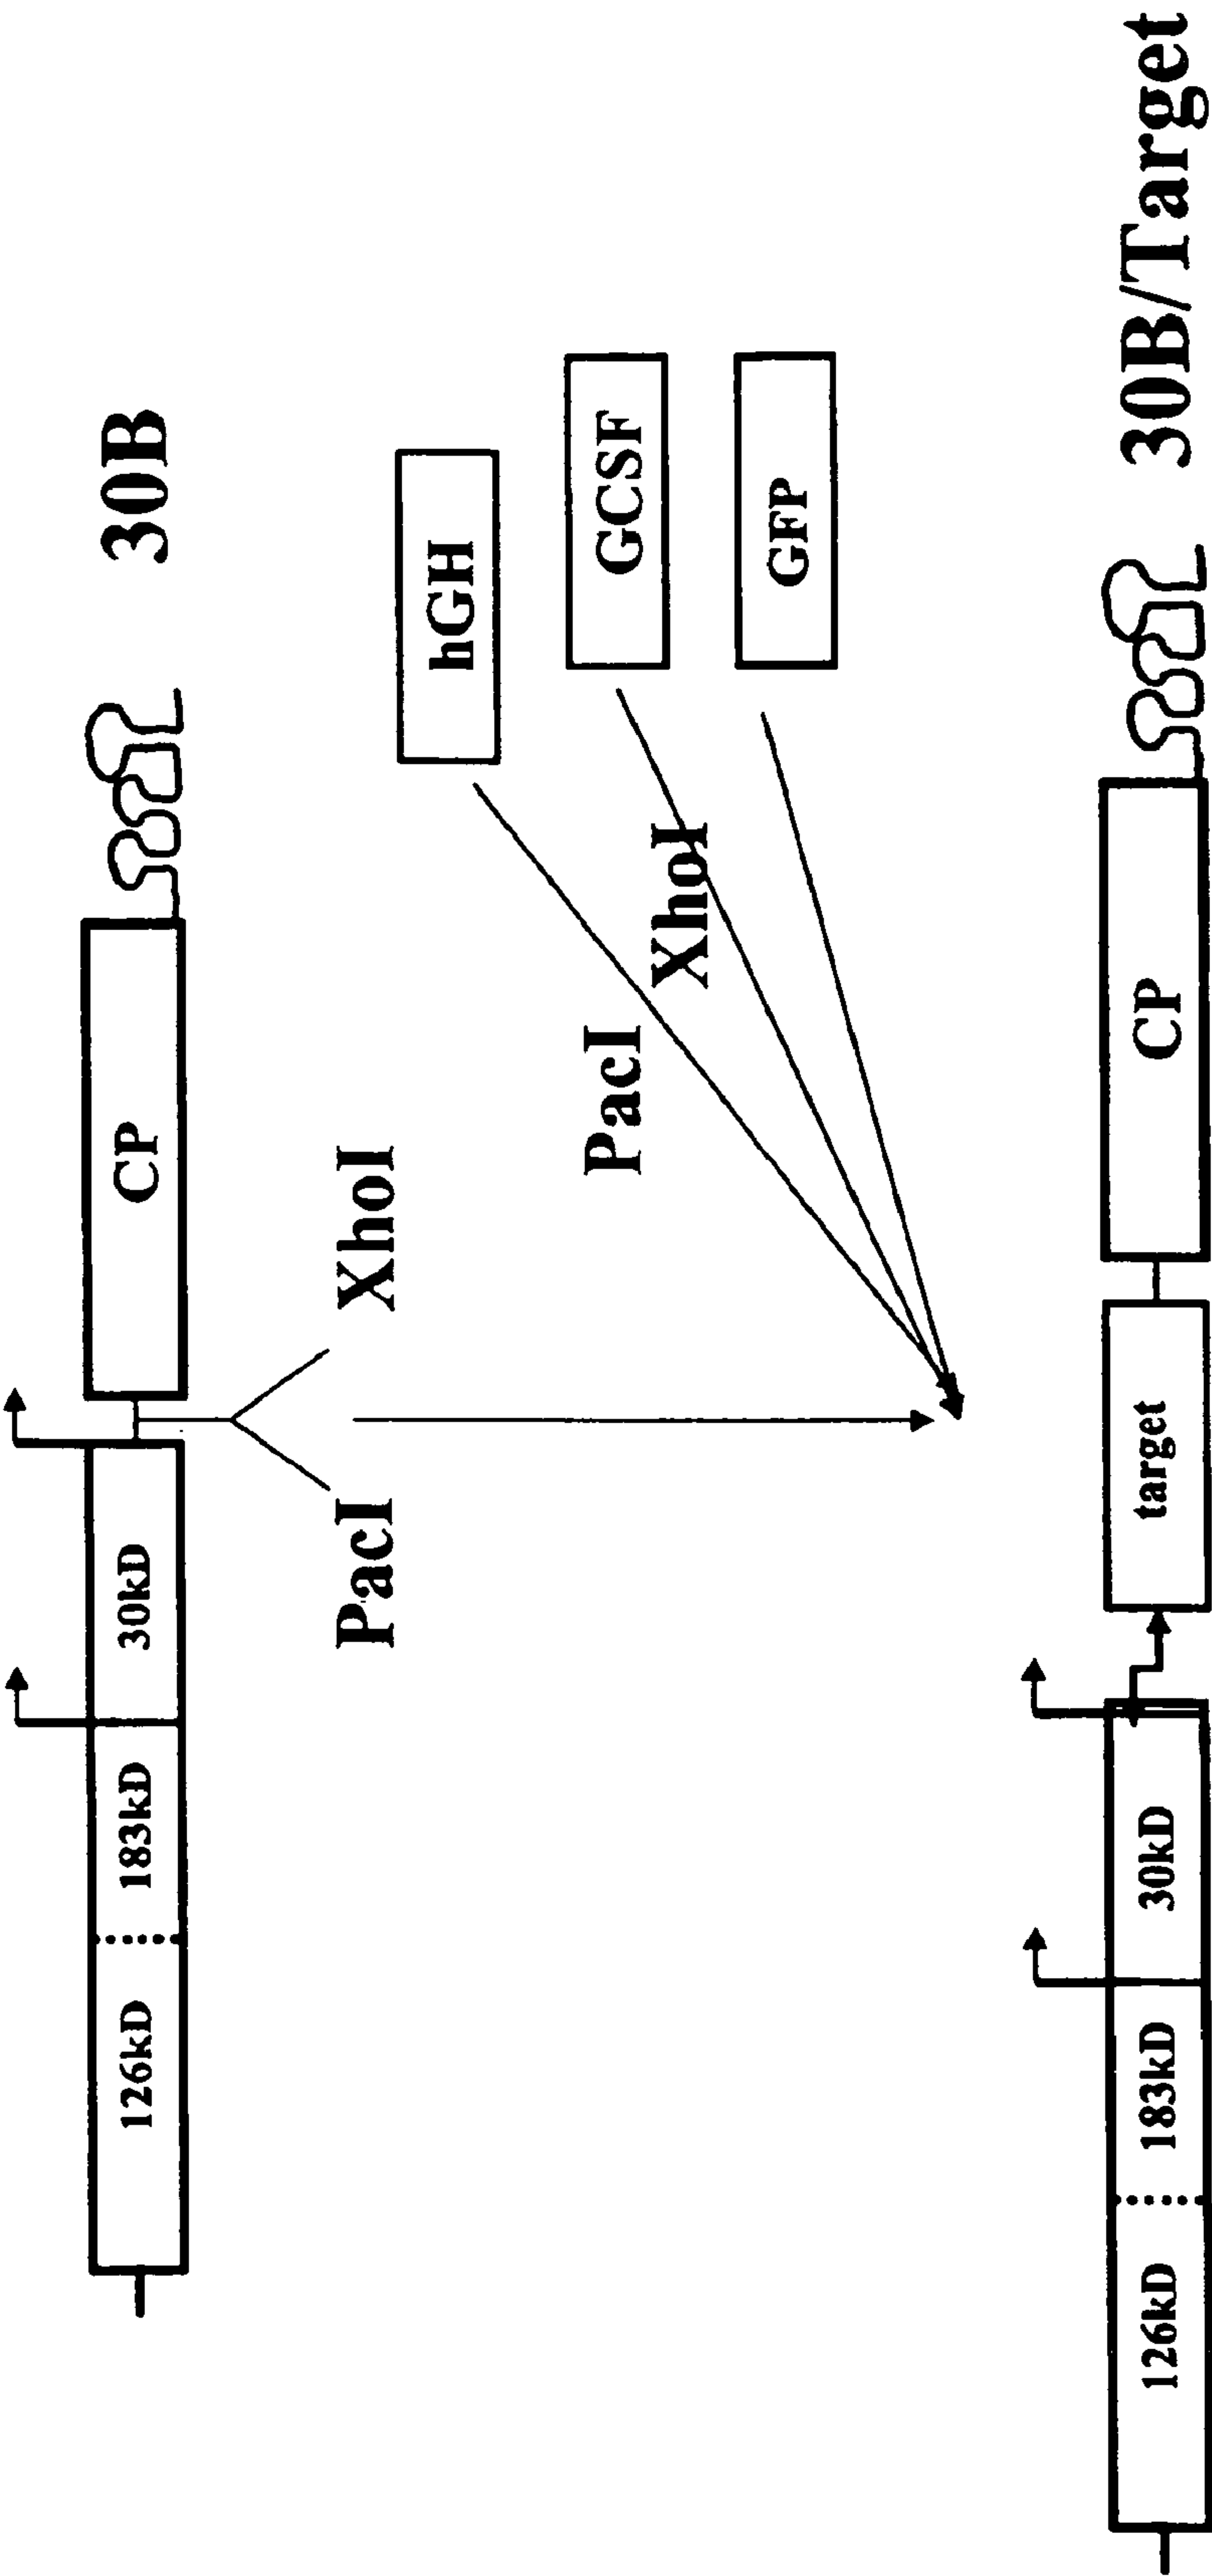 126kD 183kD 30kD CP 30B
PacI XhoI
hGH
PacI XhoI GCSF
GFP
126kD 183kD 30kD target CP 30B/Target